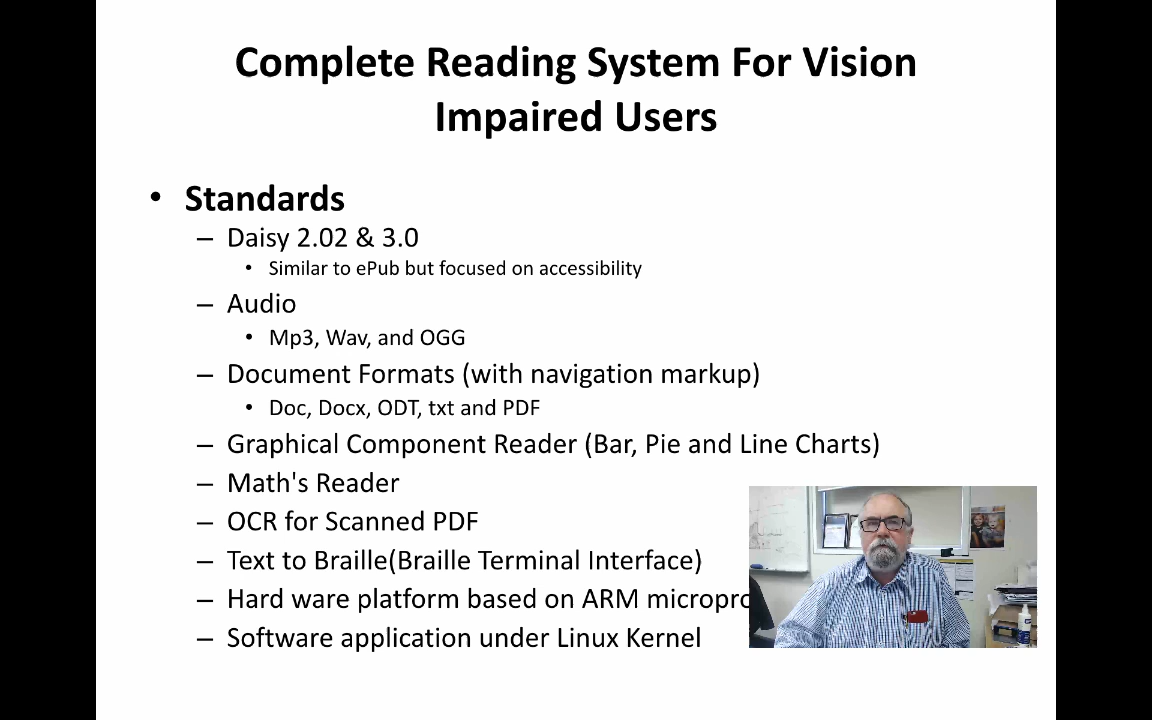 Complete Reading System For Vision
Impaired Users
• Standards
– Daisy 2.02 & 3.0
• Similar to ePub but focused on accessibility
– Audio
• Mp3, Wav, and OGG
– Document Formats (with navigation markup)
• Doc, Docx, ODT, txt and PDF
– Graphical Component Reader (Bar, Pie and Line Charts)
– Math's Reader
– OCR for Scanned PDF
– Text to Braille(Braille Terminal Interface)
– Hard ware platform based on ARM micropro
– Software application under Linux Kernel